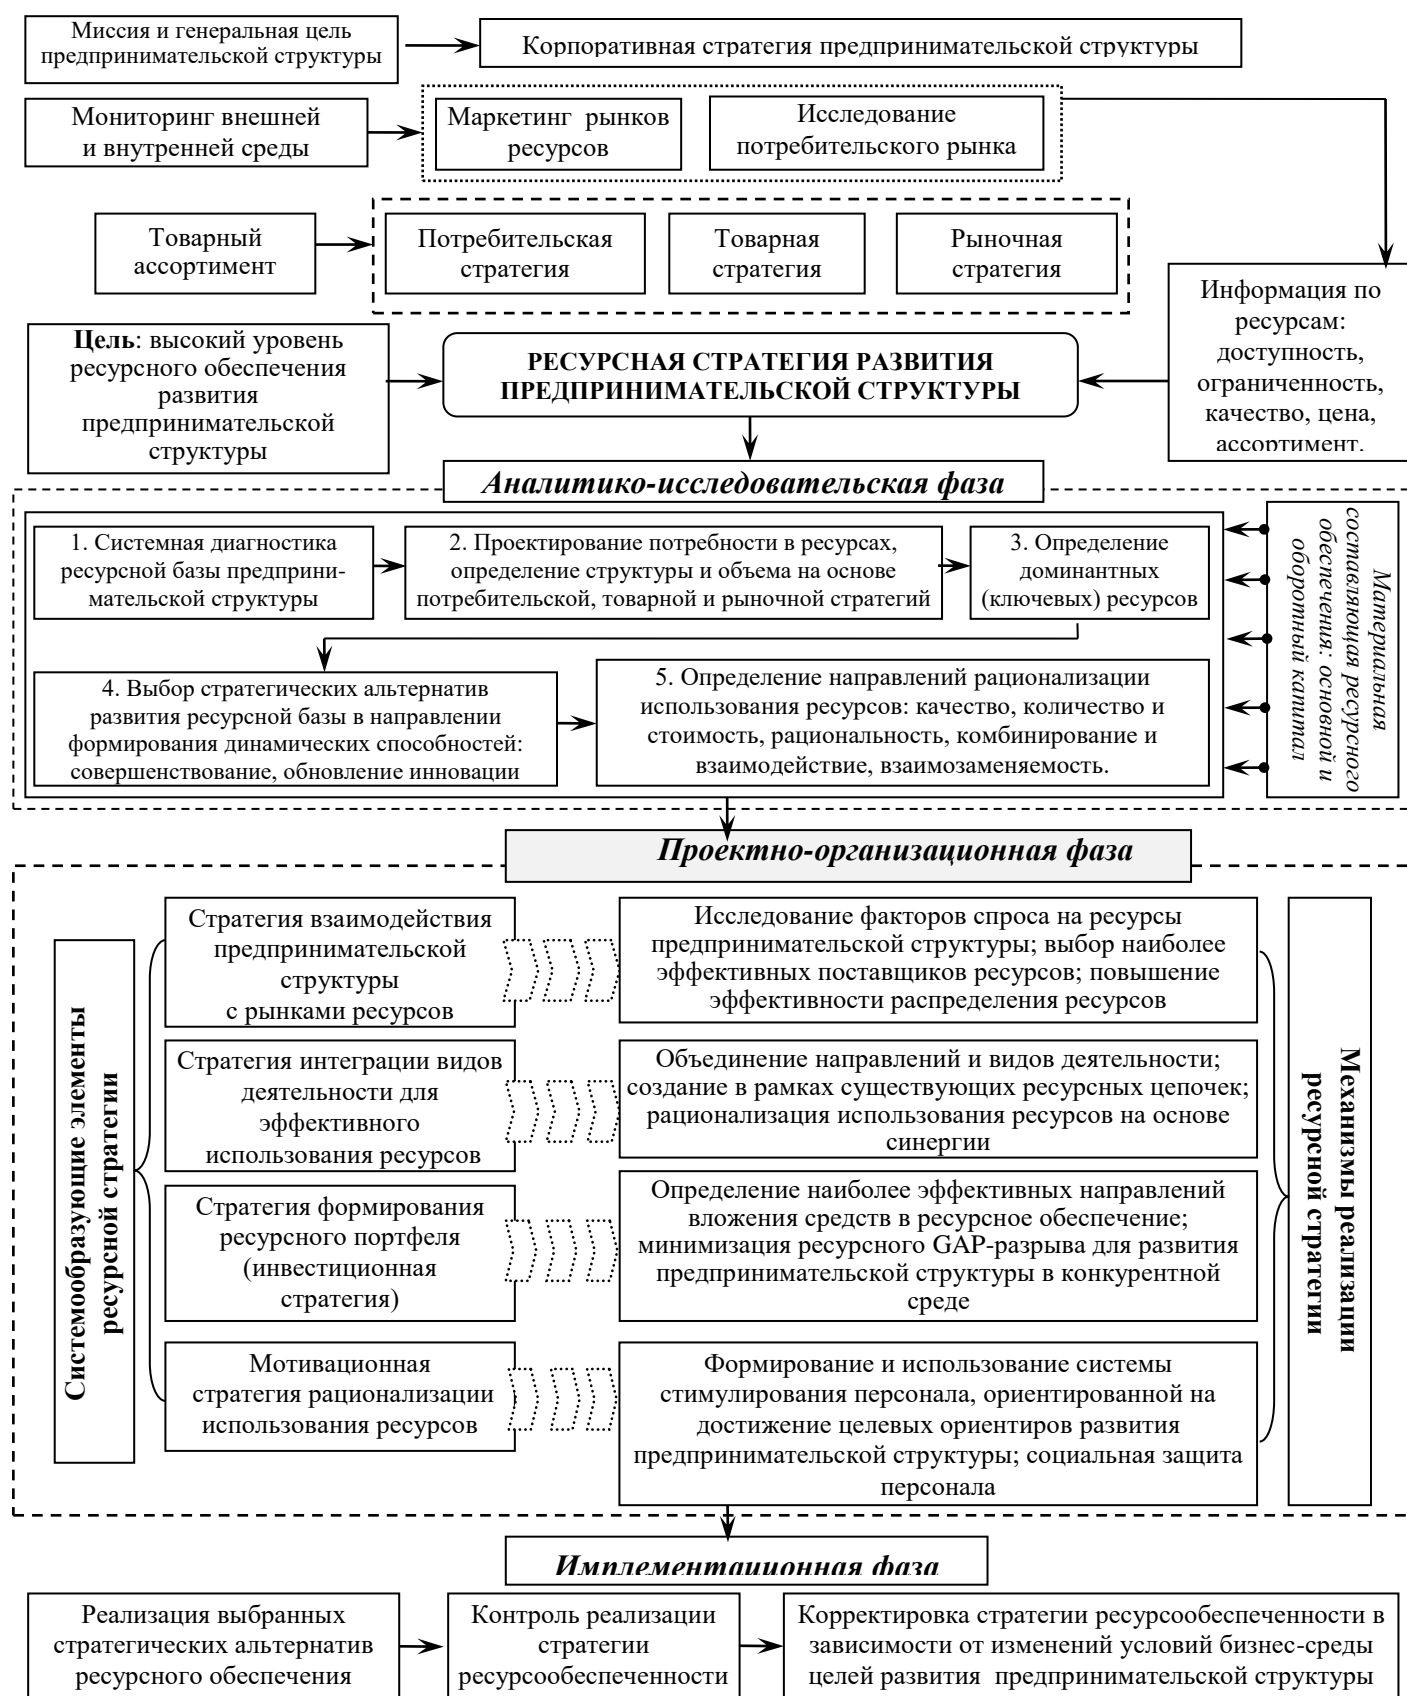 Миссия и генеральная цель
предпринимательской структуры
Корпоративная стратегия предпринимательской структуры
Мониторинг внешней
и внутренней среды
Маркетинг рынков
ресурсов
Исследование
потребительского рынка
Товарный
ассортимент
Потребительская
стратегия
Товарная
стратегия
Рыночная
стратегия
Информация по
ресурсам:
доступность,
ограниченность,
качество, цена,
ассортимент.
Цель: высокий уровень
ресурсного обеспечения
развития
предпринимательской
структуры
РЕСУРСНАЯ СТРАТЕГИЯ РАЗВИТИЯ
ПРЕДПРИНИМАТЕЛЬСКОЙ СТРУКТУРЫ
Аналитико-исследовательская фаза
1. Системная диагностика
ресурсной базы предприни-
мательской структуры
2. Проектирование потребности в ресурсах,
определение структуры и объема на основе
потребительской, товарной и рыночной стратегий
3. Определение
доминантных
(ключевых) ресурсов
4. Выбор стратегических альтернатив
развития ресурсной базы в направлении
формирования динамических способностей:
совершенствование, обновление инновации
5. Определение направлений рационализации
использования ресурсов: качество, количество и
стоимость, рациональность, комбинирование и
взаимодействие, взаимозаменяемость.
Материальная
составляющая ресурсного
обеспечения: основной и
оборотный капитал
Проектно-организационная фаза
Системообразующие элементы
ресурсной стратегии
Стратегия взаимодействия
предпринимательской
структуры
с рынками ресурсов
Исследование факторов спроса на ресурсы
предпринимательской структуры; выбор наиболее
эффективных поставщиков ресурсов; повышение
эффективности распределения ресурсов
Стратегия интеграции видов
деятельности для
эффективного
использования ресурсов
Объединение направлений и видов деятельности;
создание в рамках существующих ресурсных цепочек;
рационализация использования ресурсов на основе
синергии
Стратегия формирования
ресурсного портфеля
(инвестиционная
стратегия)
Определение наиболее эффективных направлений
вложения средств в ресурсное обеспечение;
минимизация ресурсного GAP-разрыва для развития
предпринимательской структуры в конкурентной
среде
Мотивационная
стратегия рационализации
использования ресурсов
Формирование и использование системы
стимулирования персонала, ориентированной на
достижение целевых ориентиров развития
предпринимательской структуры; социальная защита
персонала
Механизмы реализации
ресурсной стратегии
Имплементационная фаза
Реализация выбранных
стратегических альтернатив
ресурсного обеспечения
Контроль реализации
стратегии
ресурсообеспеченности
Корректировка стратегии ресурсообеспеченности в
зависимости от изменений условий бизнес-среды
целей развития предпринимательской структуры